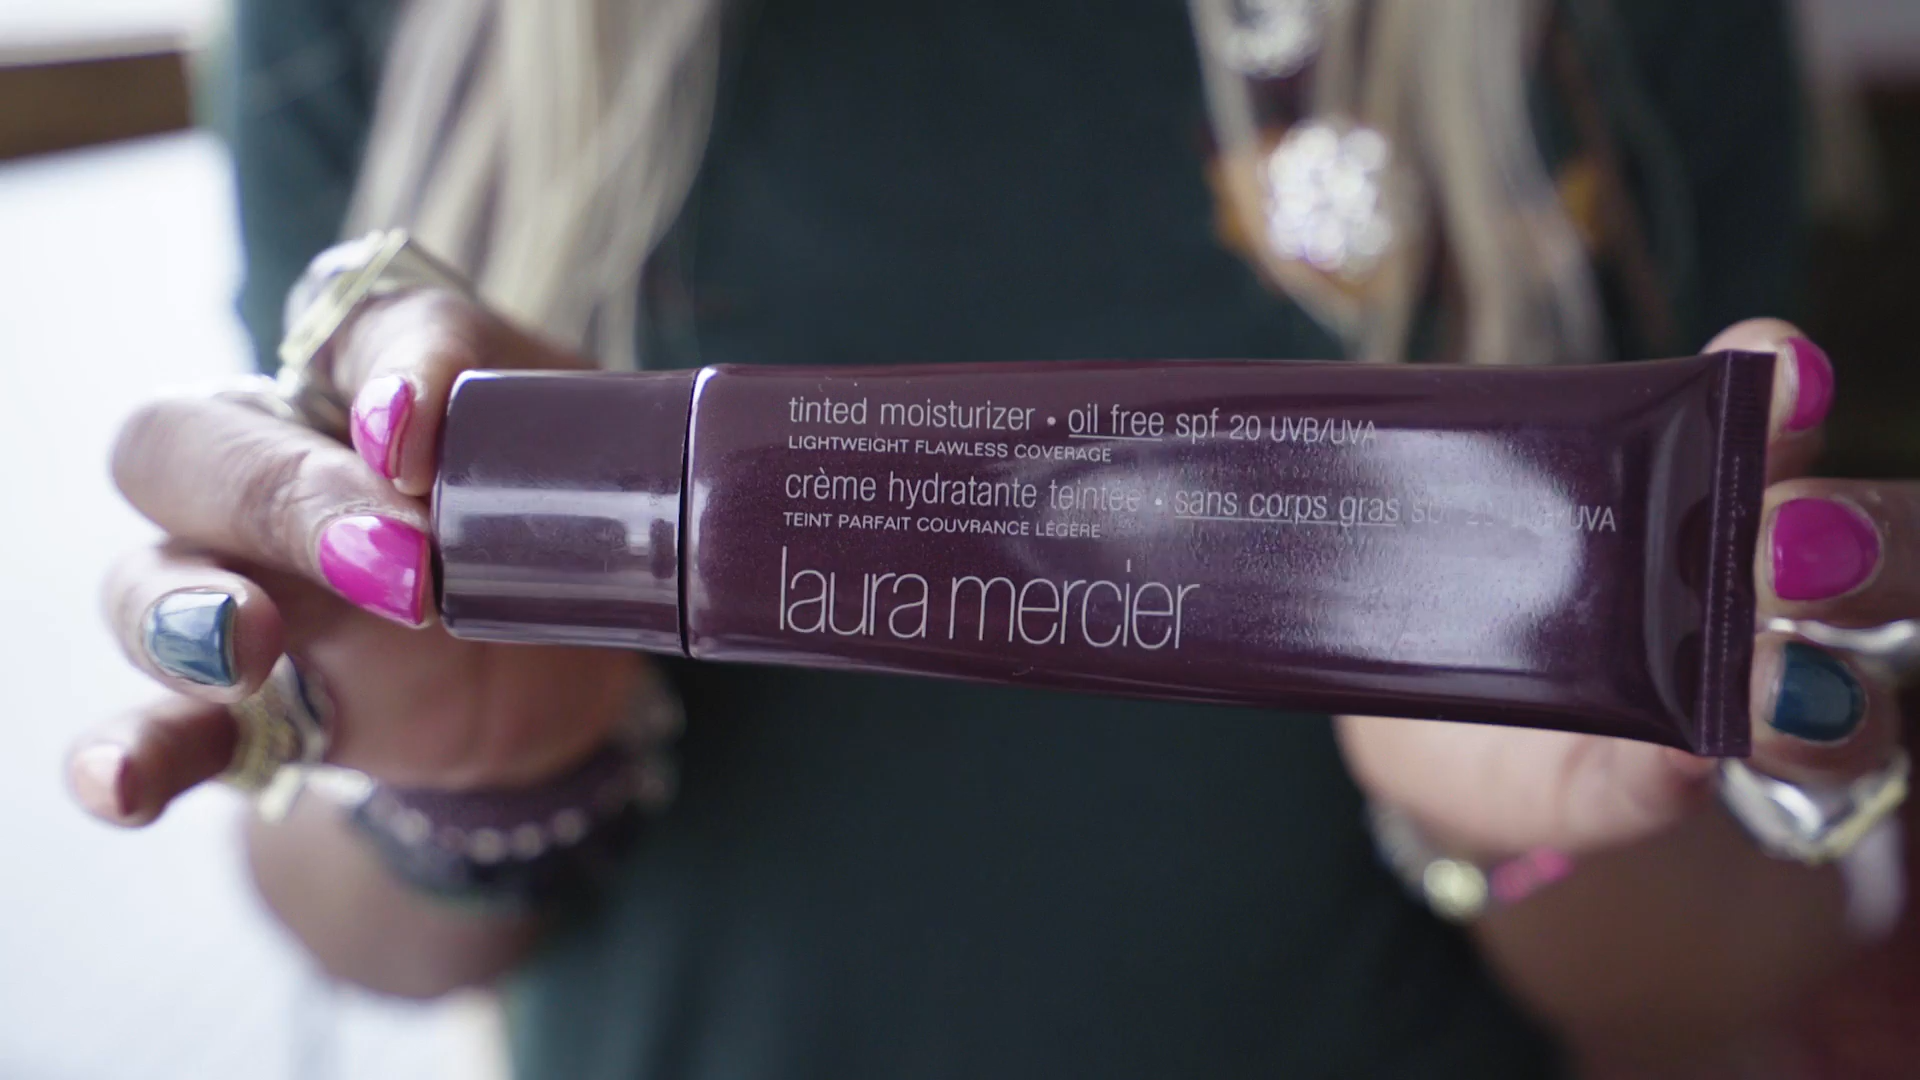 tinted moisturizer • oil free spf 20 UVB/UVA
LIGHTWEIGHT FLAWLESS COVERAGE
crème hydratante teintée • sans corps gras UVA
TEINT PARFAIT COUVRANCE LÉGÈRE
laura mercier